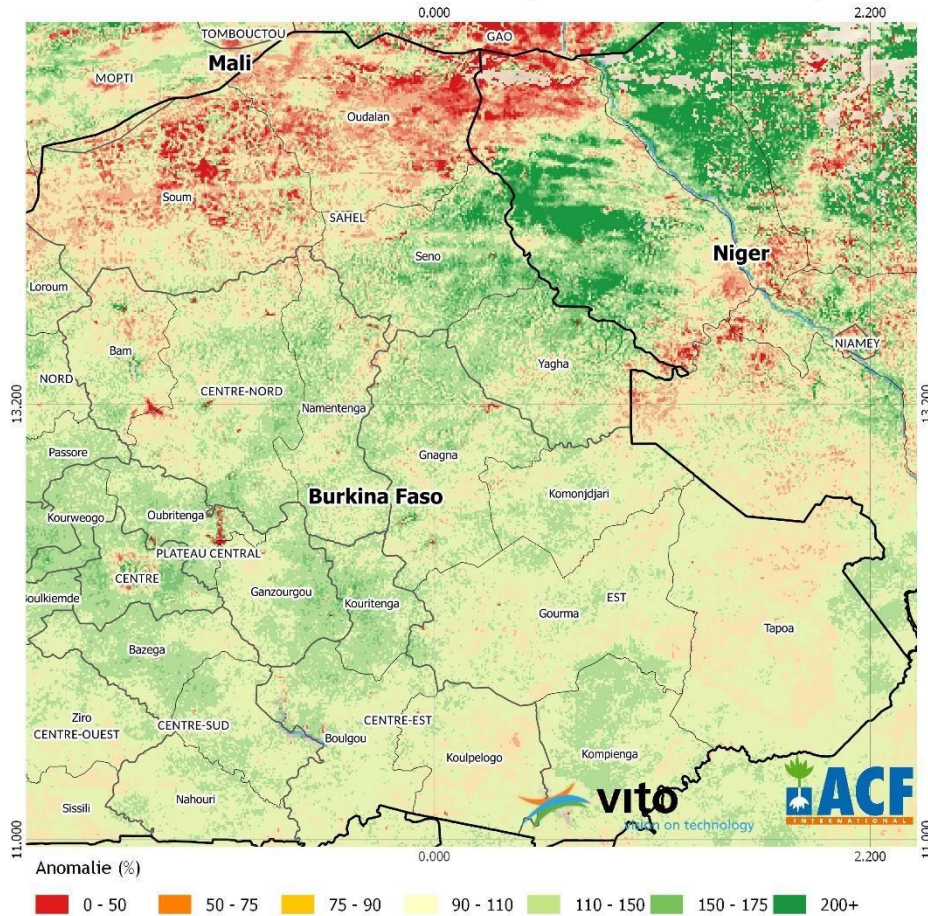 0.000
2.200
TOMBOUCTOU
GAO
Mali
MOPTI
Oudalan
Soum
SAHEL
Seno
Niger
Loroum
NIAMEY
Bam
Yagha
NORD
CENTRE-NORD
13.200
13.200
Namentenga
Passore
Gnagna
Burkina Faso
Komonjdjari
Kourweogo
Oubritenga
PLATEAU CENTRAL
CENTRE
Boulkiemde
Ganzourgou
Kouritenga
EST
Gourma
Tapoa
Bazega
Ziro
CENTRE-OUEST
CENTRE-SUD
CENTRE-EST
Boulgou
Koulpelogo
Kompienga
Sissili
Nahouri
vito
vision on technology
ACF
INTERNATIONAL
11.000
11.000
0.000
2.200
Anomalie (%)
0 - 50 50 - 75 75 - 90 90 - 110 110 - 150 150 - 175 200+